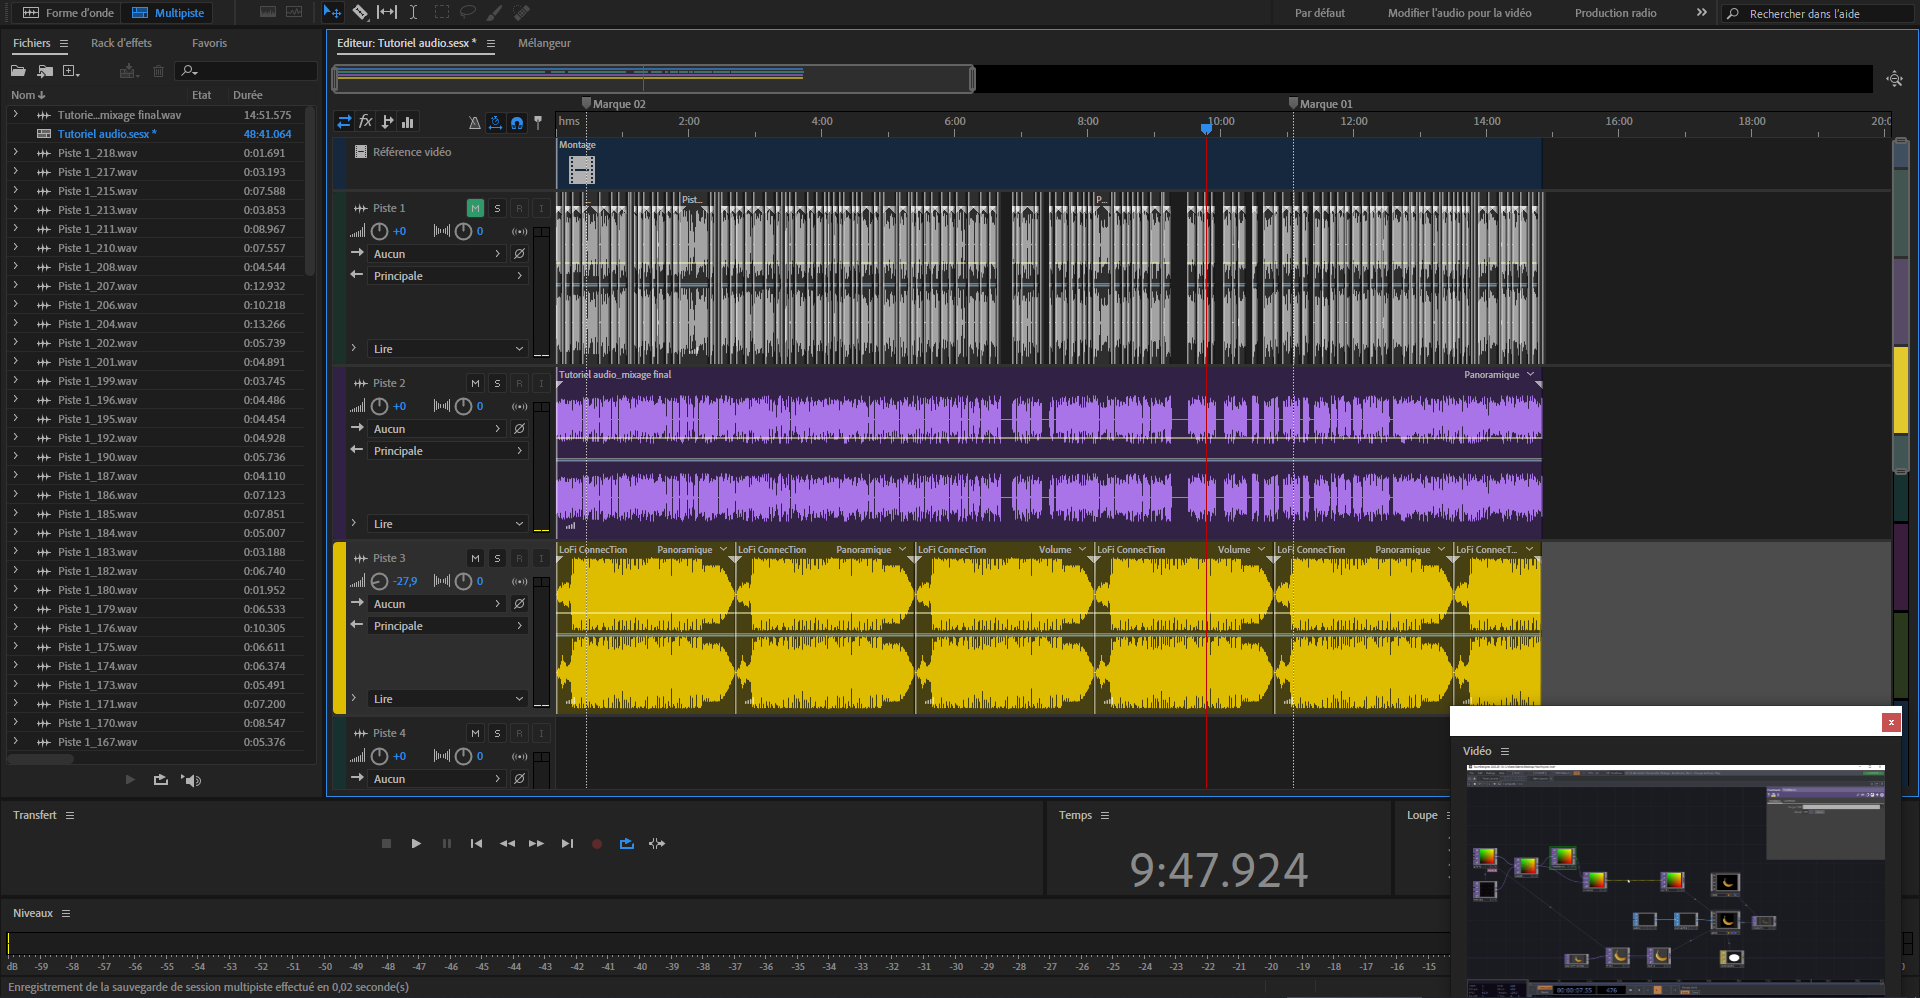 Forme d'onde
Multipiste
Par défaut
Modifier l'audio pour la vidéo
Production radio
Rechercher dans l'aide
Fichiers
Rack d'effets
Favoris
Editeur: Tutoriel audio.sesx *
Mélangeur
Nom
Etat
Durée
Tutorie...mixage final.wav 14:51.575
Tutoriel audio.sesx * 48:41.064
Piste 1_218.wav 0:01.691
Piste 1_217.wav 0:03.193
Piste 1_215.wav 0:07.588
Piste 1_213.wav 0:03.853
Piste 1_211.wav 0:08.967
Piste 1_210.wav 0:07.557
Piste 1_208.wav 0:04.544
Piste 1_207.wav 0:12.932
Piste 1_206.wav 0:10.218
Piste 1_204.wav 0:13.266
Piste 1_202.wav 0:05.739
Piste 1_201.wav 0:04.891
Piste 1_199.wav 0:03.745
Piste 1_196.wav 0:04.486
Piste 1_195.wav 0:04.454
Piste 1_192.wav 0:04.928
Piste 1_190.wav 0:05.736
Piste 1_187.wav 0:04.110
Piste 1_186.wav 0:07.123
Piste 1_185.wav 0:07.851
Piste 1_184.wav 0:05.007
Piste 1_183.wav 0:03.188
Piste 1_182.wav 0:06.740
Piste 1_180.wav 0:01.952
Piste 1_179.wav 0:06.533
Piste 1_176.wav 0:10.305
Piste 1_175.wav 0:06.611
Piste 1_174.wav 0:06.374
Piste 1_173.wav 0:05.491
Piste 1_171.wav 0:07.200
Piste 1_170.wav 0:08.547
Piste 1_167.wav 0:05.376
Marque 02
Marque 01
hms 2:00 4:00 6:00 8:00 10:00 12:00 14:00 16:00 18:00 20:0
Référence vidéo
Montage
Piste 1 M S R I
+0 0
Aucun
Principale
Lire
Pist...
P...
Piste 2 M S R I
+0 0
Aucun
Principale
Lire
Tutoriel audio_mixage final
Panoramique
Piste 3 M S R I
-27,9 0
Aucun
Principale
Lire
LoFi ConnecTion Panoramique
LoFi ConnecTion Panoramique
LoFi ConnecTion Volume
LoFi ConnecTion Volume
LoFi ConnecTion Panoramique
LoFi ConnecT...
Piste 4 M S R I
+0 0
Aucun
Vidéo
Transfert
Temps
Loupe
9:47.924
Niveaux
dB -59 -58 -57 -56 -55 -54 -53 -52 -51 -50 -49 -48 -47 -46 -45 -44 -43 -42 -41 -40 -39 -38 -37 -36 -35 -34 -33 -32 -31 -30 -29 -28 -27 -26 -25 -24 -23 -22 -21 -20 -19 -18 -17 -16 -15
Enregistrement de la sauvegarde de session multipiste effectué en 0,02 seconde(s)